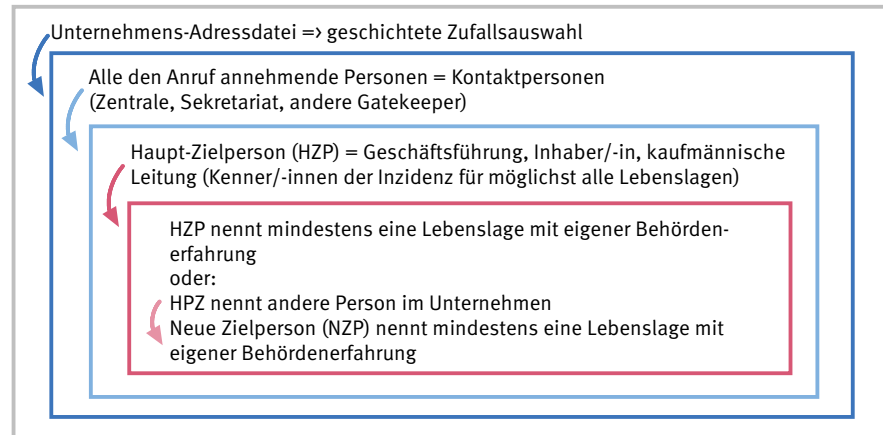 Unternehmens-Adressdatei => geschichtete Zufallsauswahl
Alle den Anruf annehmende Personen = Kontaktpersonen
(Zentrale, Sekretariat, andere Gatekeeper)
Haupt-Zielperson (HZP) = Geschäftsführung, Inhaber/-in, kaufmännische
Leitung (Kenner/-innen der Inzidenz für möglichst alle Lebenslagen)
HZP nennt mindestens eine Lebenslage mit eigener Behörden-
erfahrung
oder:
HPZ nennt andere Person im Unternehmen
Neue Zielperson (NZP) nennt mindestens eine Lebenslage mit
eigener Behördenerfahrung